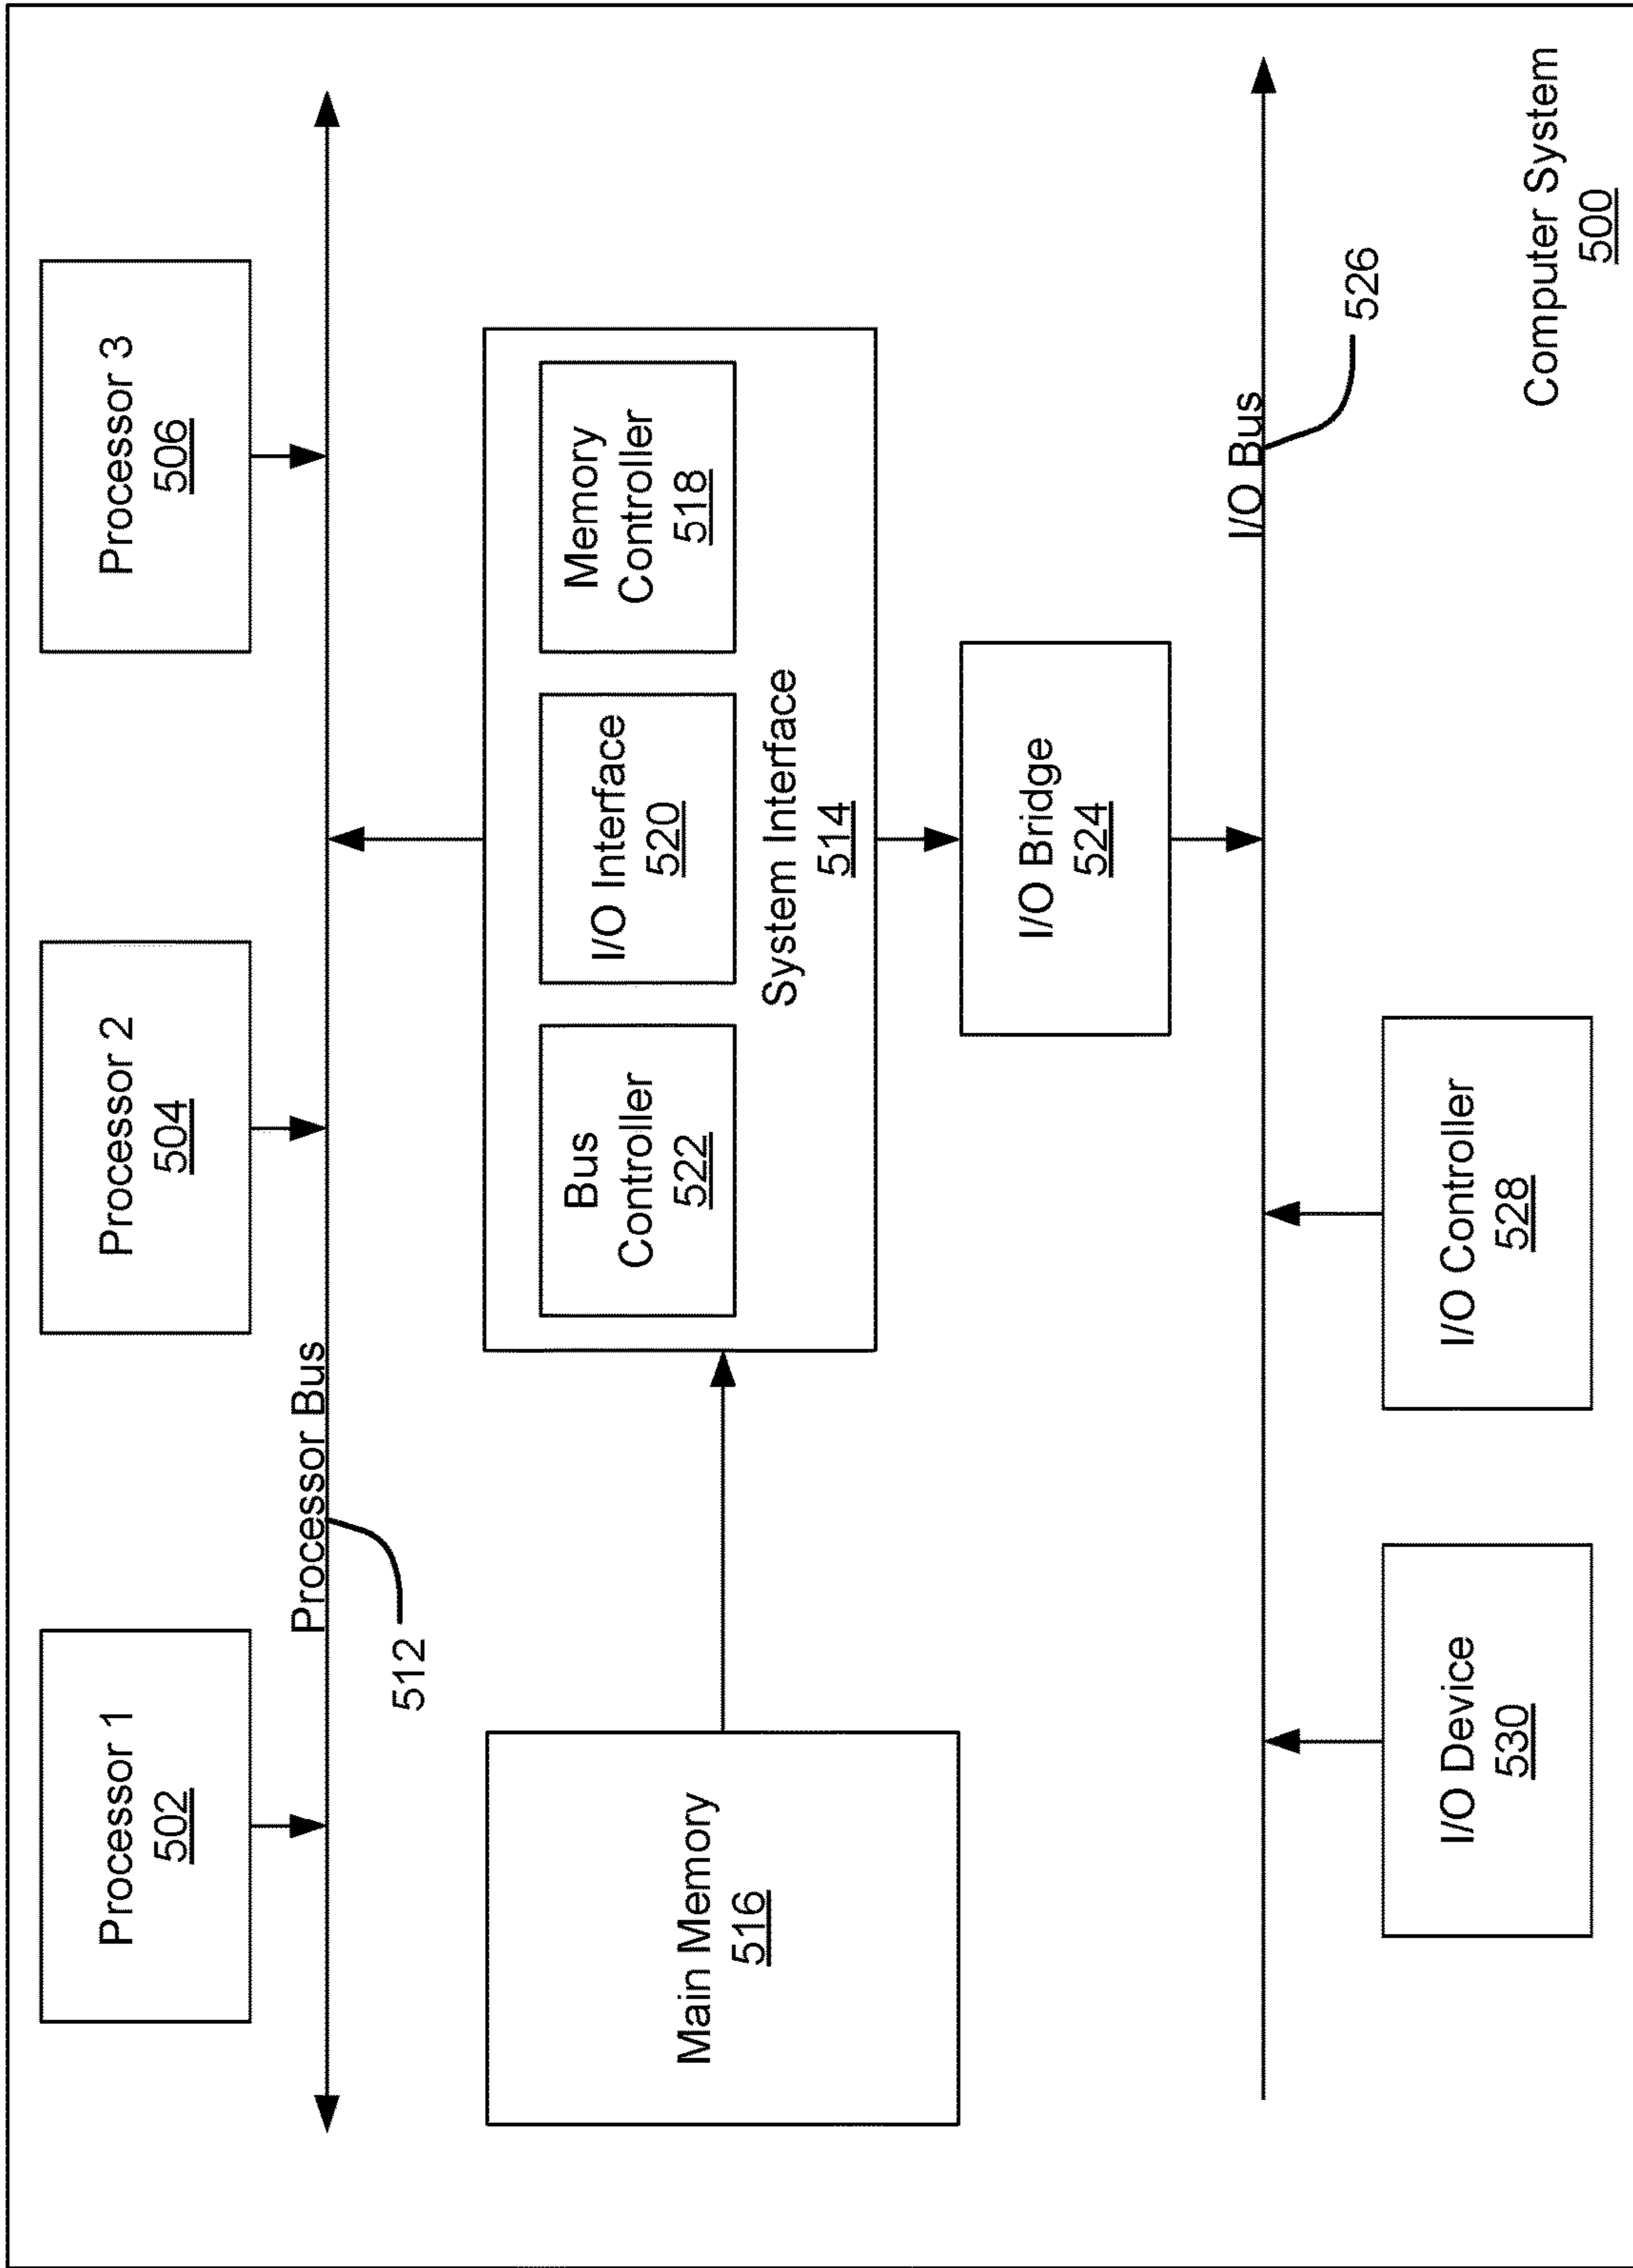 Processor 1
502
Processor 2
504
Processor 3
506
Processor Bus
512
Main Memory
516
Bus
Controller
522
I/O Interface
520
Memory
Controller
518
System Interface
514
I/O Bridge
524
I/O Bus
526
I/O Device
530
I/O Controller
528
Computer System
500